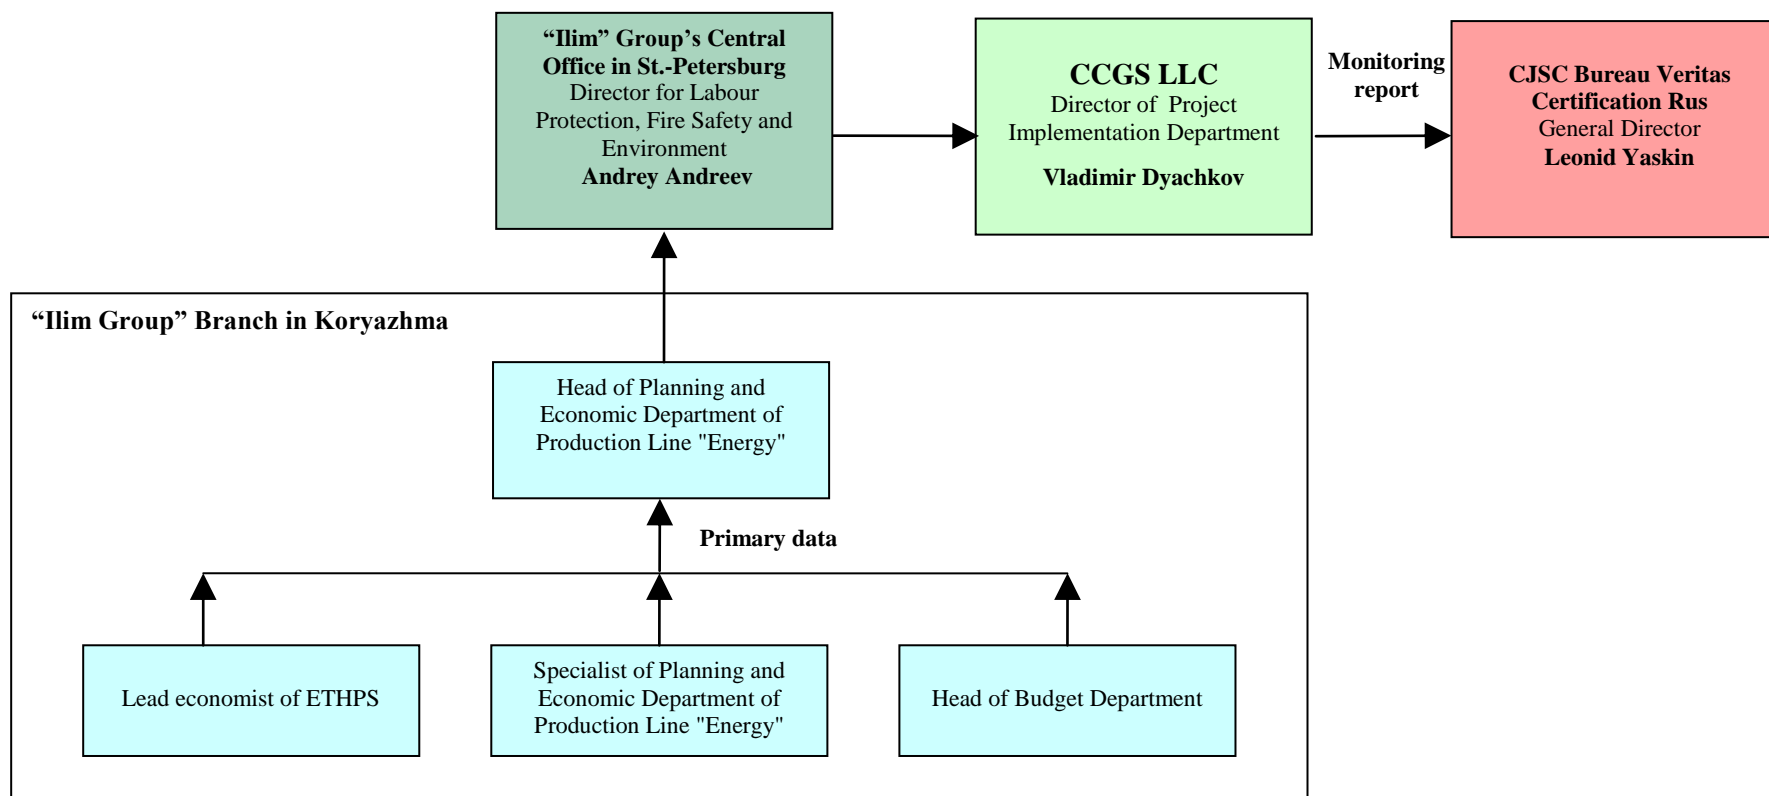 “Ilim” Group’s Central
Office in St.-Petersburg
Director for Labour
Protection, Fire Safety and
Environment
Andrey Andreev
CCGS LLC
Director of Project
Implementation Department
Vladimir Dyachkov
Monitoring
report
CJSC Bureau Veritas
Certification Rus
General Director
Leonid Yaskin
“Ilim Group” Branch in Koryazhma
Head of Planning and
Economic Department of
Production Line "Energy"
Primary data
Lead economist of ETHPS
Specialist of Planning and
Economic Department of
Production Line "Energy"
Head of Budget Department